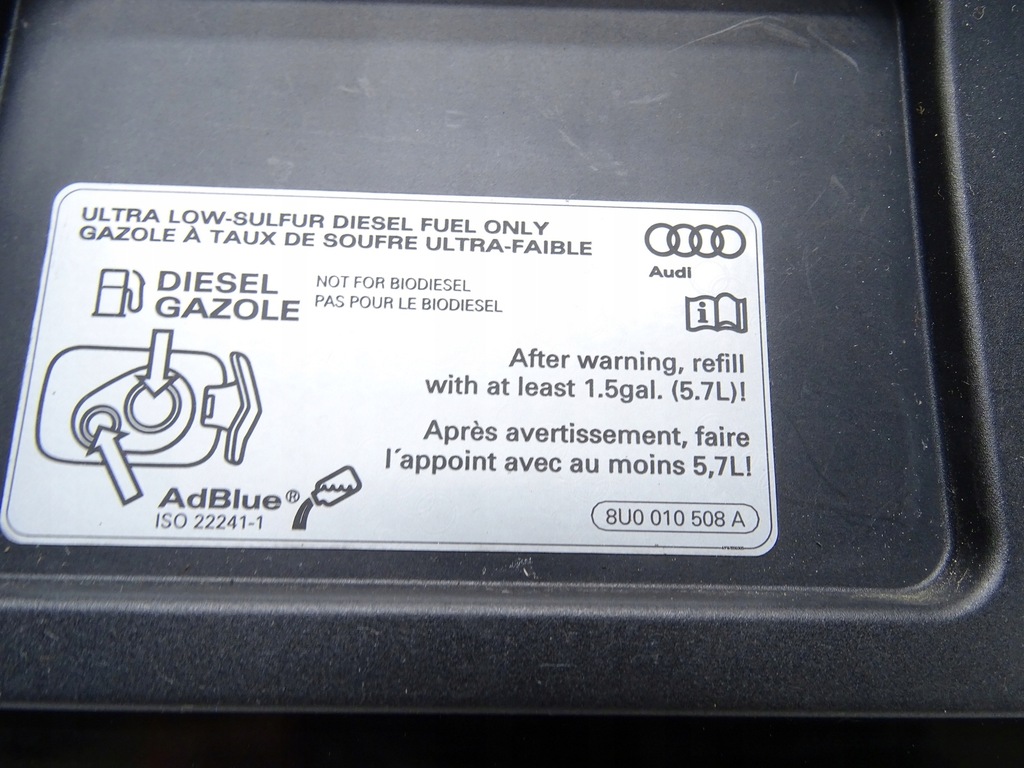 ULTRA LOW-SULFUR DIESEL FUEL ONLY
GAZOLE À TAUX DE SOUFRE ULTRA-FAIBLE
Audi
DIESEL
GAZOLE
NOT FOR BIODIESEL
PAS POUR LE BIODIESEL
i
After warning, refill
with at least 1.5gal. (5.7L)!
Après avertissement, faire
l´appoint avec au moins 5,7L!
AdBlue®
ISO 22241-1
8U0 010 508 A